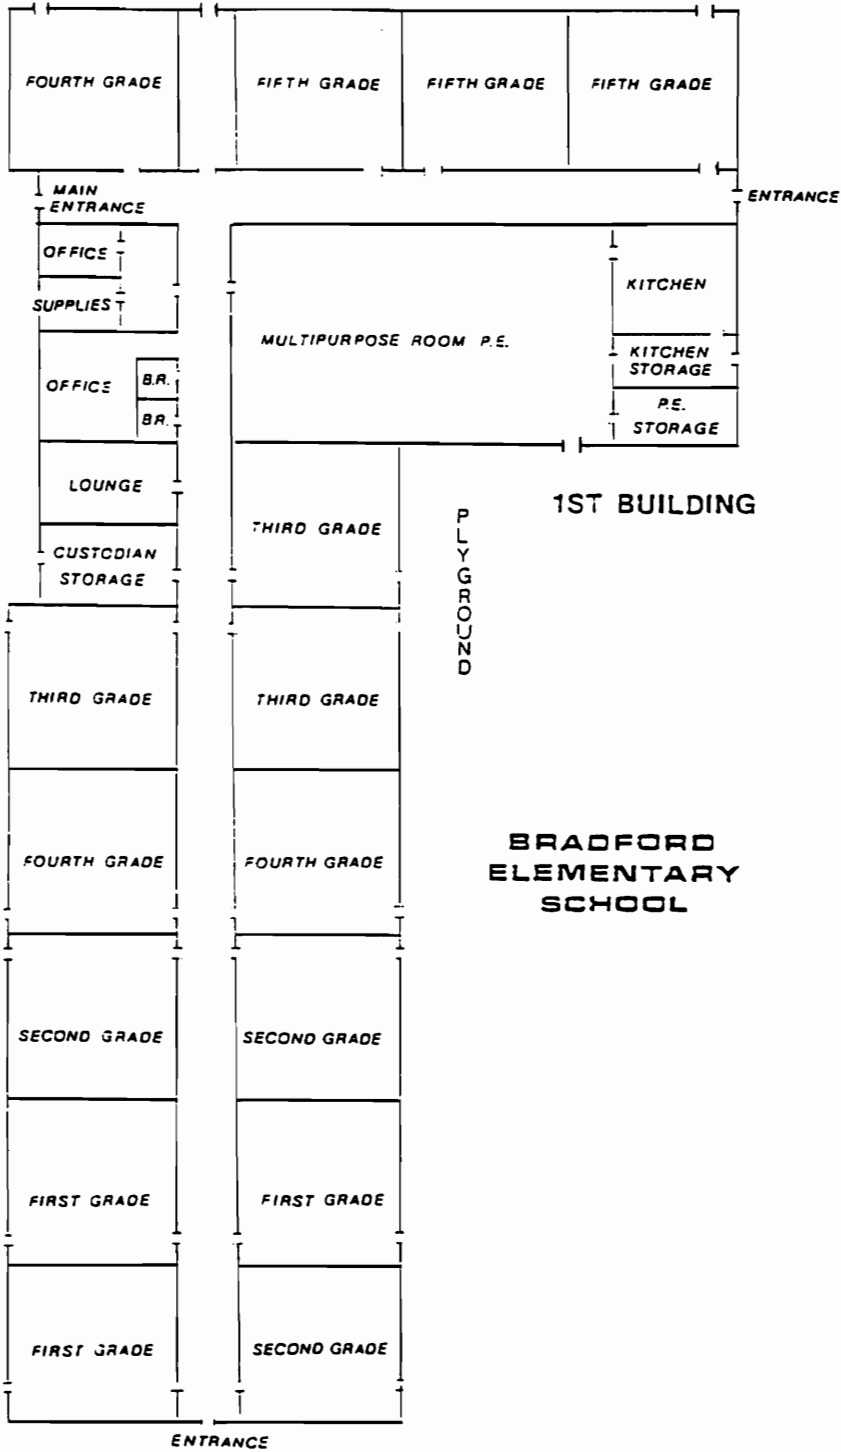 FOURTH GRADE
FIFTH GRADE
FIFTH GRADE
FIFTH GRADE
MAIN
ENTRANCE
ENTRANCE
OFFICE
SUPPLIES
KITCHEN
MULTIPURPOSE ROOM P.E.
KITCHEN
STORAGE
OFFICE
B.R.
BR.
P.E.
STORAGE
LOUNGE
1ST BUILDING
THIRD GRADE
PLYGROUND
CUSTODIAN
STORAGE
THIRD GRADE
THIRD GRADE
FOURTH GRADE
FOURTH GRADE
BRADFORD
ELEMENTARY
SCHOOL
SECOND GRADE
SECOND GRADE
FIRST GRADE
FIRST GRADE
FIRST GRADE
SECOND GRADE
ENTRANCE